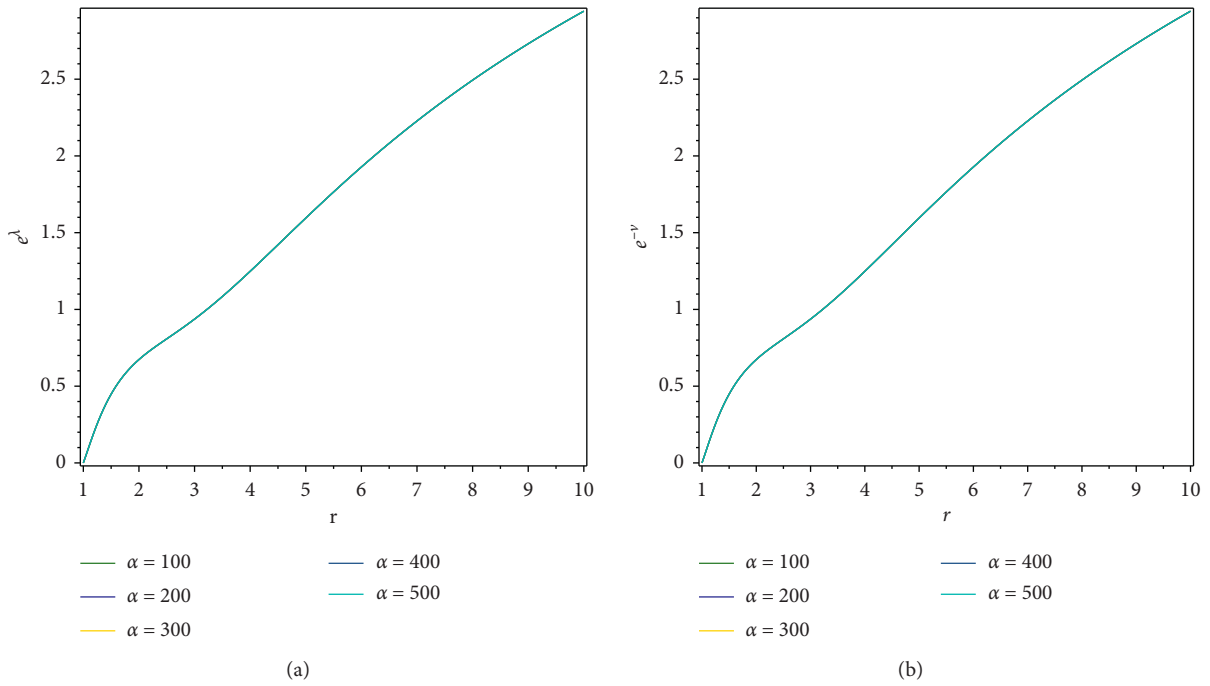 2.5
2
1.5
1
0.5
0
e^λ
1 2 3 4 5 6 7 8 9 10
r
α = 100
α = 200
α = 300
α = 400
α = 500
(a)
2.5
2
1.5
1
0.5
0
e^–ν
1 2 3 4 5 6 7 8 9 10
r
α = 100
α = 200
α = 300
α = 400
α = 500
(b)